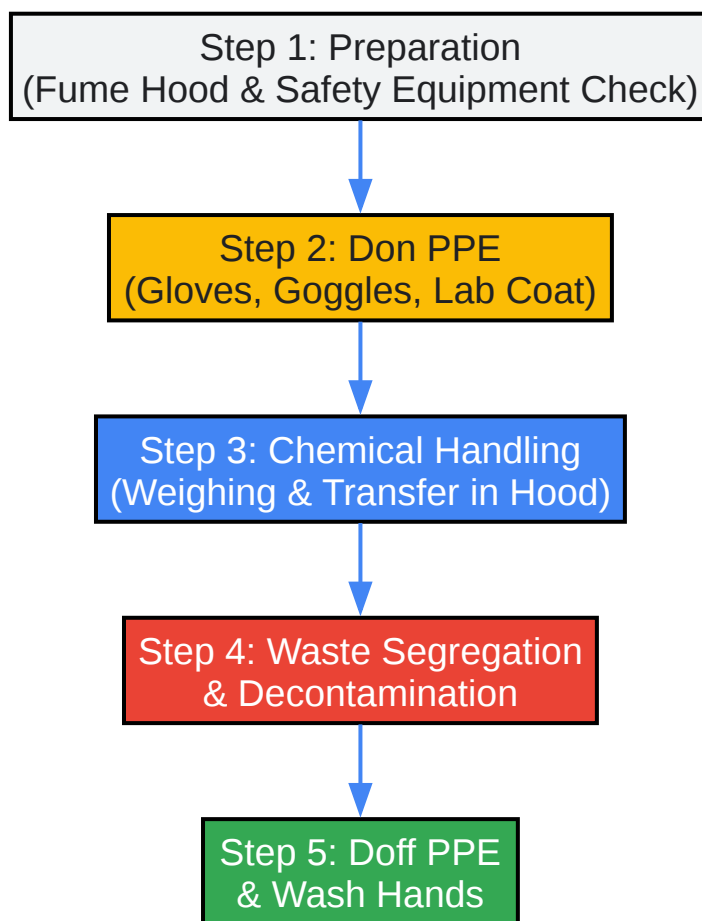 Step 1: Preparation
(Fume Hood & Safety Equipment Check)
Step 2: Don PPE
(Gloves, Goggles, Lab Coat)
Step 3: Chemical Handling
(Weighing & Transfer in Hood)
Step 4: Waste Segregation
& Decontamination
Step 5: Doff PPE
& Wash Hands